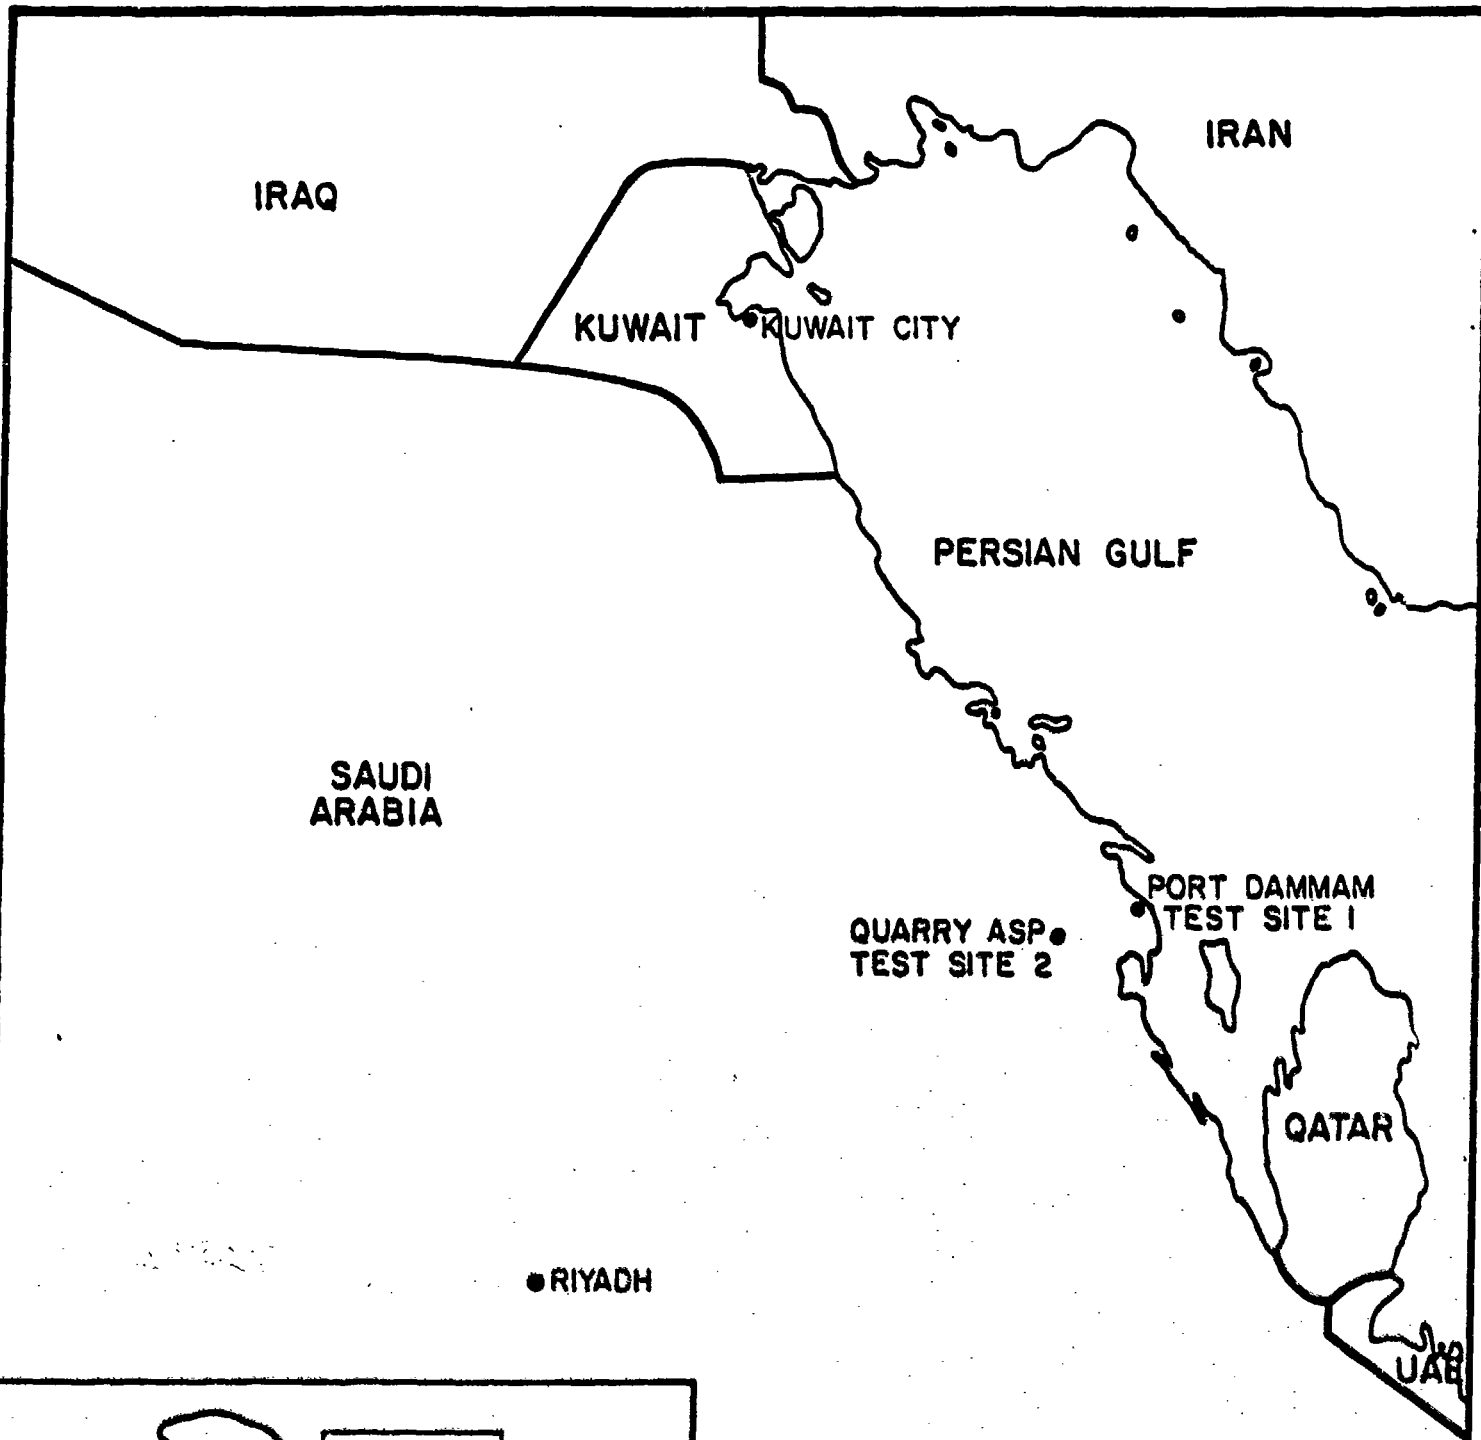 IRAN
IRAQ
KUWAIT
KUWAIT CITY
PERSIAN GULF
SAUDI
ARABIA
PORT DAMMAM
TEST SITE 1
QUARRY ASP
TEST SITE 2
QATAR
RIYADH
UAE